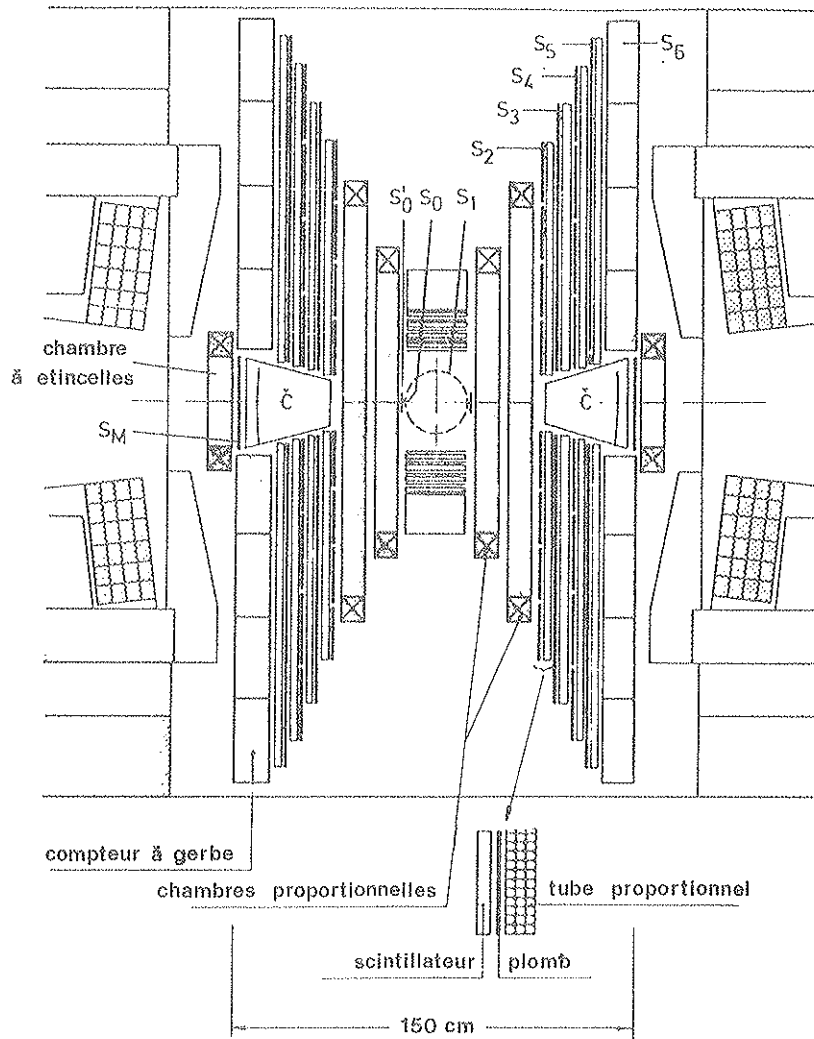 S5 S6
S4
S3
S2
S'0 S0 S1
chambre
ă etincelles
Č Č
SM
compteur ă gerbe
chambres proportionnelles
tube proportionnel
scintillateur plomb
150 cm